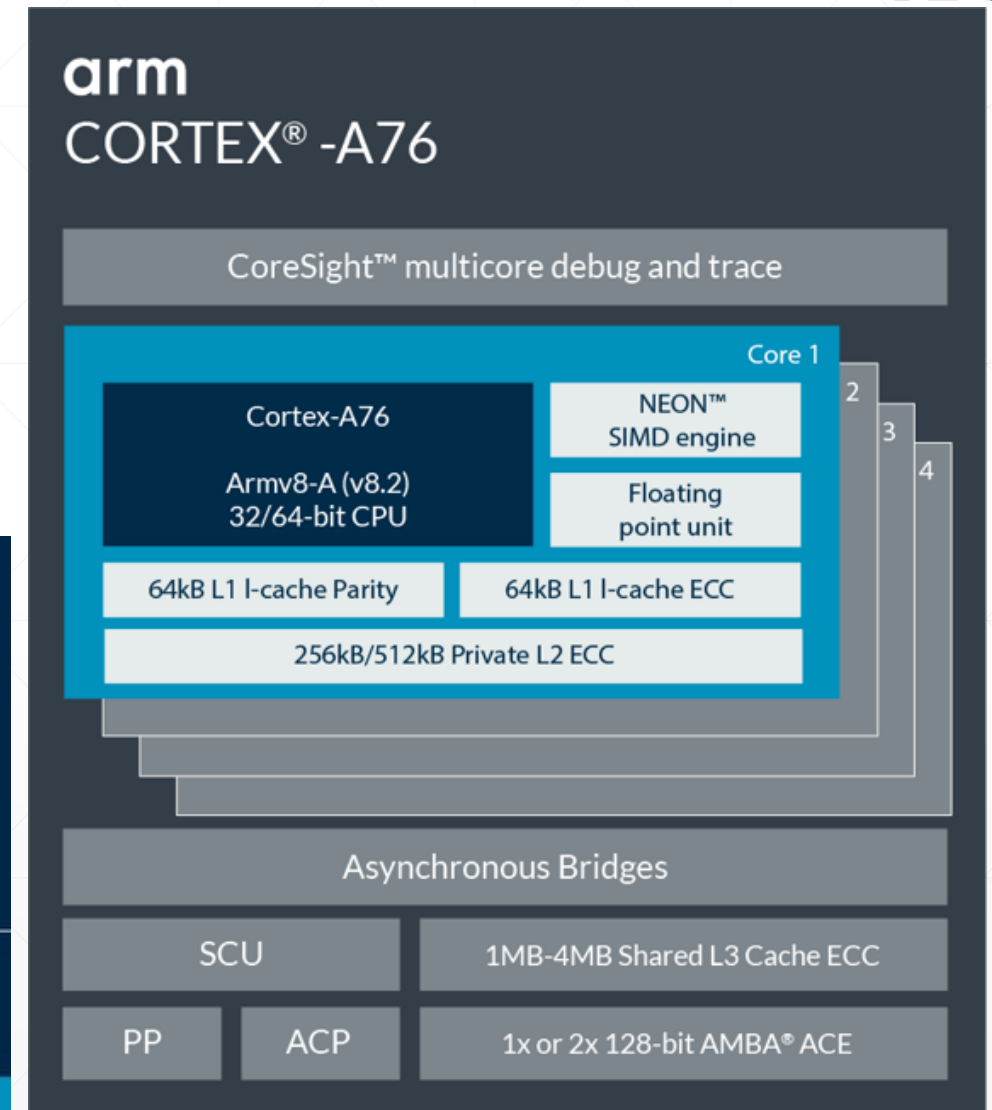 arm
CORTEX® -A76
CoreSight™ multicore debug and trace
Core 1
2
3
4
Cortex-A76
Armv8-A (v8.2)
32/64-bit CPU
NEON™
SIMD engine
Floating
point unit
64kB L1 I-cache Parity
64kB L1 I-cache ECC
256kB/512kB Private L2 ECC
Asynchronous Bridges
SCU
1MB-4MB Shared L3 Cache ECC
PP
ACP
1x or 2x 128-bit AMBA® ACE